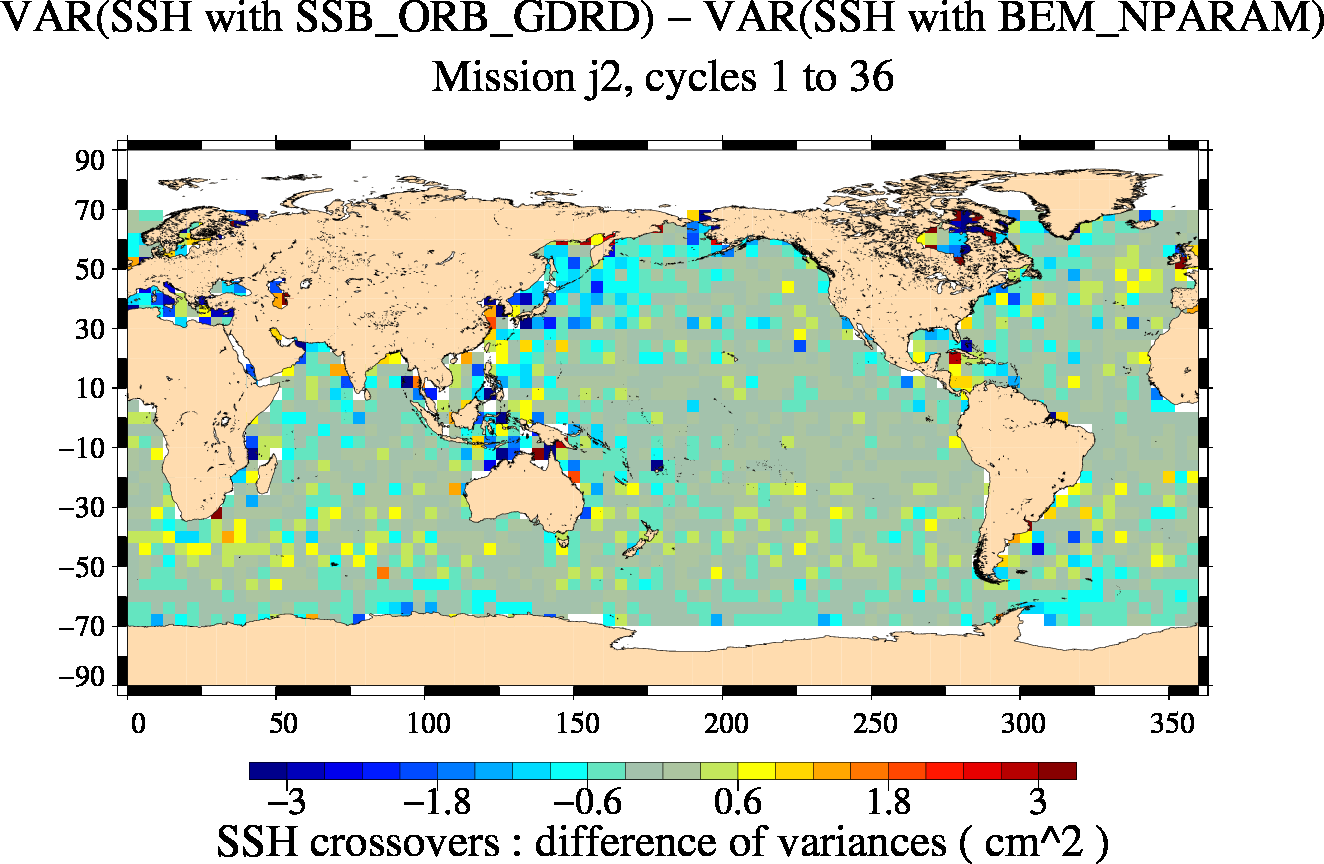 VAR(SSH with SSB_ORB_GDRD) − VAR(SSH with BEM_NPARAM)
Mission j2, cycles 1 to 36
90
70
50
30
10
−10
−30
−50
−70
−90
0 50 100 150 200 250 300 350
−3 −1.8 −0.6 0.6 1.8 3
SSH crossovers : difference of variances ( cm^2 )